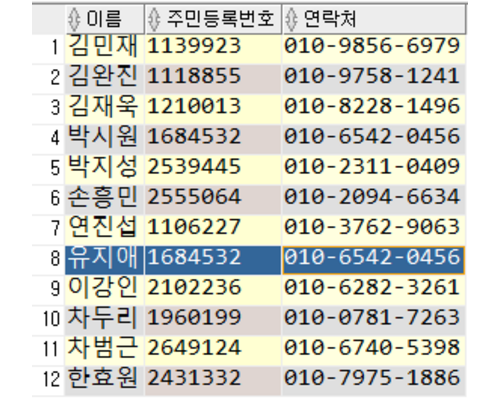 이름 주민등록번호 연락처
1 김민재 1139923 010-9856-6979
2 김완진 1118855 010-9758-1241
3 김재욱 1210013 010-8228-1496
4 박시원 1684532 010-6542-0456
5 박지성 2539445 010-2311-0409
6 손흥민 2555064 010-2094-6634
7 연진섭 1106227 010-3762-9063
8 유지애 1684532 010-6542-0456
9 이강인 2102236 010-6282-3261
10 차두리 1960199 010-0781-7263
11 차범근 2649124 010-6740-5398
12 한효원 2431332 010-7975-1886